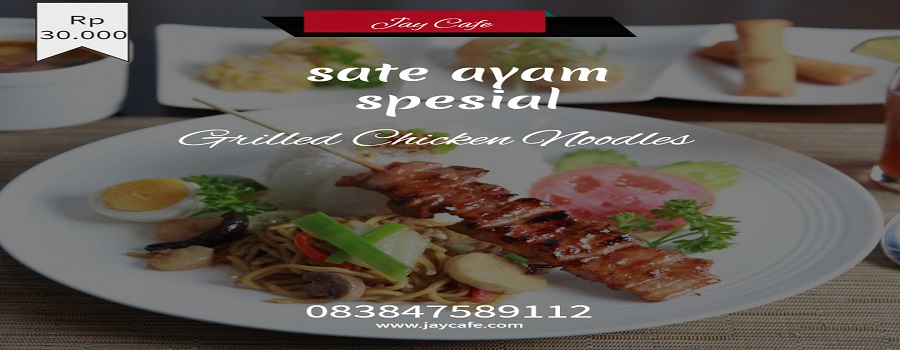 Rp
30.000
Jay Cafe
sate ayam
spesial
Grilled Chicken Noodles
083847589112
www.jaycafe.com